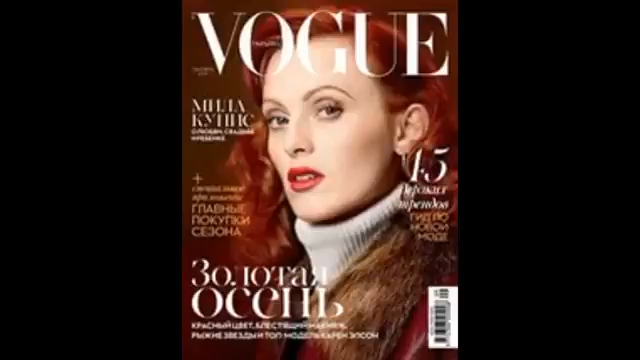 VOGUE
МИЛА
КУНИС
О ЛЮБВИ, СВАДЬБЕ
И РЕБЕНКЕ
+
ГЛАВНЫЕ
ПОКУПКИ
СЕЗОНА
45
трендов
ГИД ПО
НОВОЙ
МОДЕ
Золотая
ОСЕНЬ
КРАСНЫЙ ЦВЕТ, БЛЕСТЯЩИЙ МАКИЯЖ,
РЫЖИЕ ЗВЕЗДЫ И ТОП-МОДЕЛЬ КАРЕН ЭЛСОН